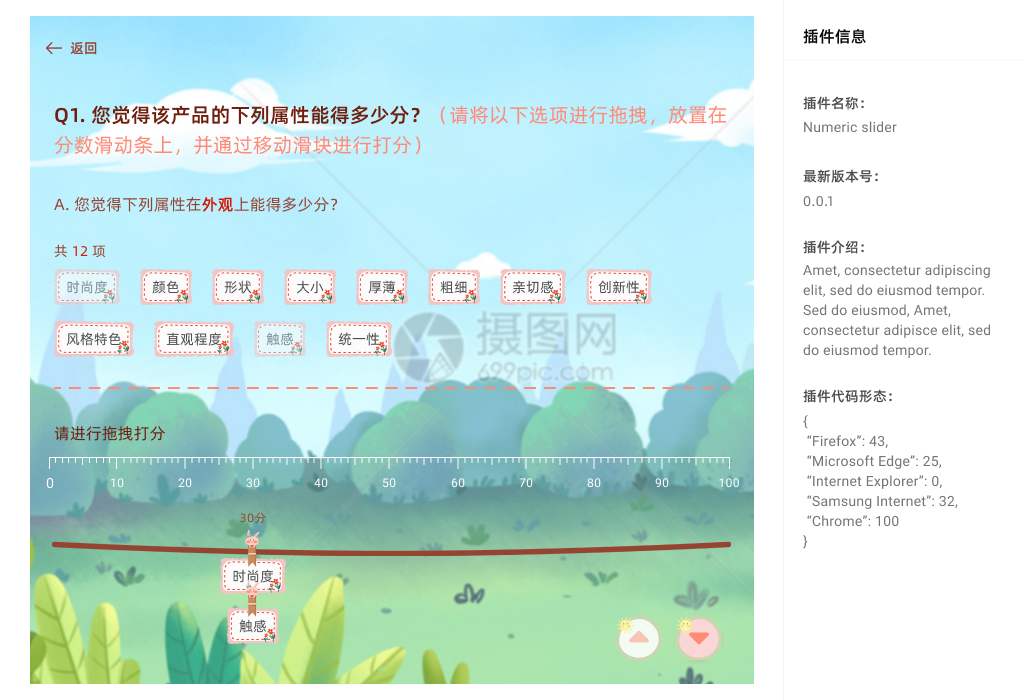 返回
Q1. 您觉得该产品的下列属性能得多少分？（请将以下选项进行拖拽，放置在
分数滑动条上，并通过移动滑块进行打分）
A. 您觉得下列属性在外观上能得多少分？
共 12 项
时尚度 颜色 形状 大小 厚薄 粗细 亲切感 创新性
风格特色 直观程度 触感 统一性
摄图网
699pic.com
请进行拖拽打分
0 10 20 30 40 50 60 70 80 90 100
30分
时尚度
触感
插件信息
插件名称：
Numeric slider
最新版本号：
0.0.1
插件介绍：
Amet, consectetur adipiscing
elit, sed do eiusmod tempor.
Sed do eiusmod, Amet,
consectetur adipisce elit, sed
do eiusmod tempor.
插件代码形态：
{
“Firefox”: 43,
“Microsoft Edge”: 25,
“Internet Explorer”: 0,
“Samsung Internet”: 32,
“Chrome”: 100
}